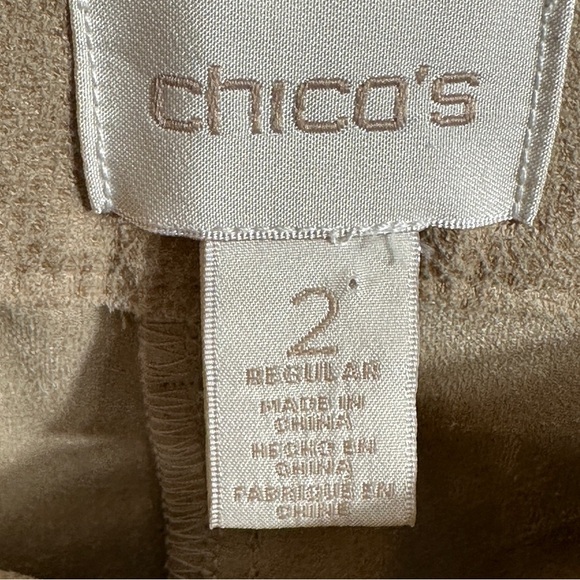 chico's
2
REGULAR
MADE IN
CHINA
HECHO EN
CHINA
FABRIQUE EN
CHINE